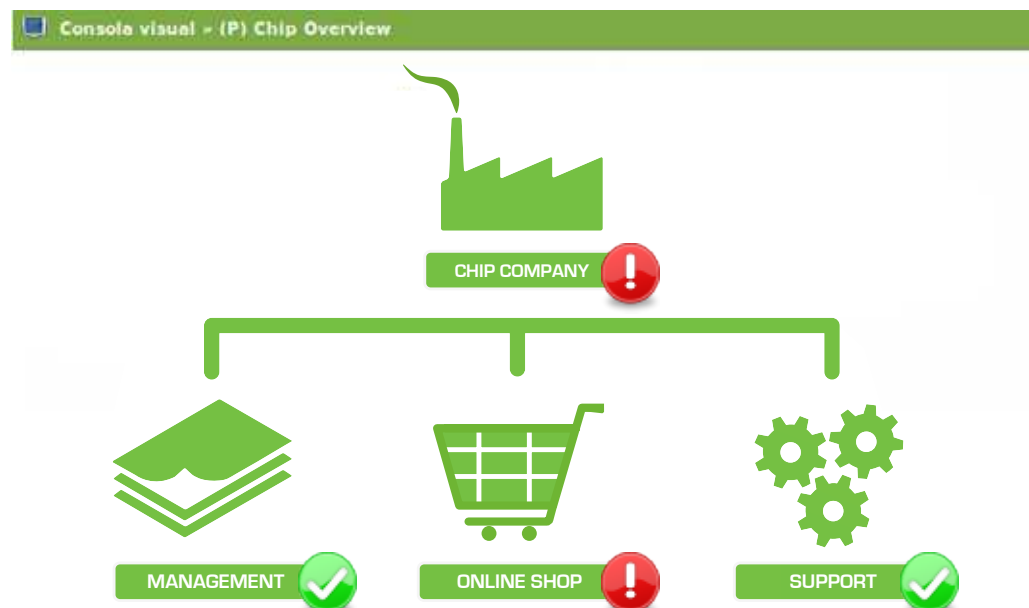 Consola visual - (P) Chip Overview
CHIP COMPANY
MANAGEMENT
ONLINE SHOP
SUPPORT